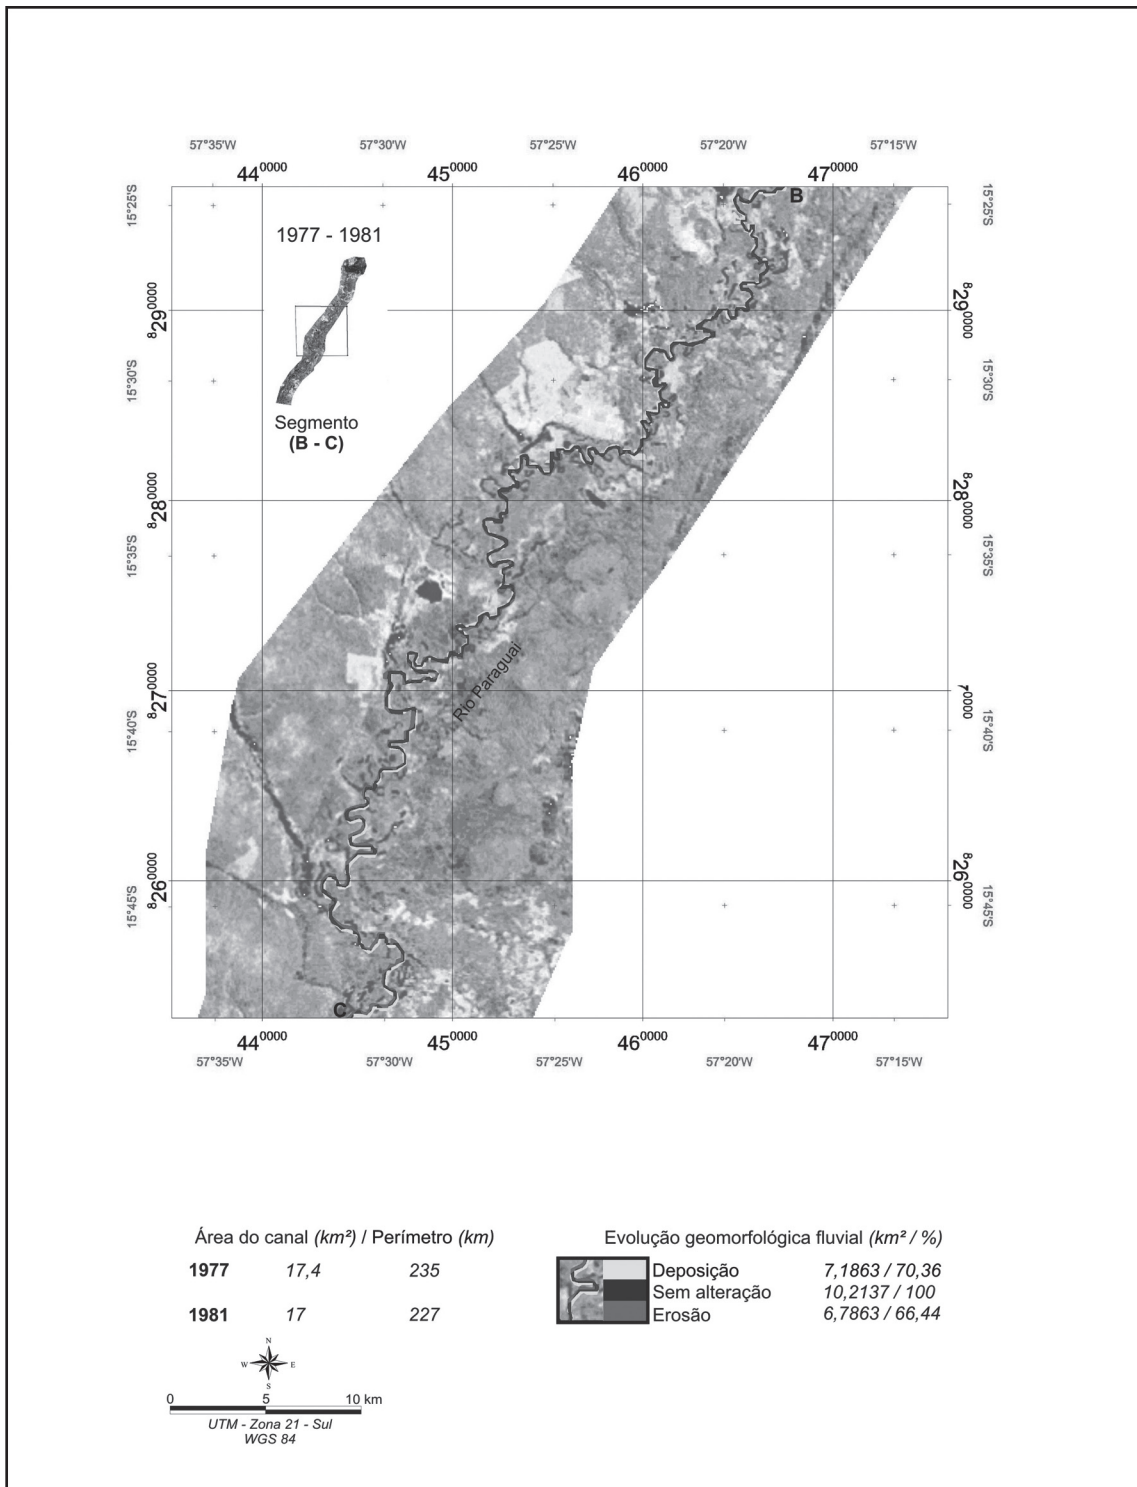 57°35'W 57°30'W 57°25'W 57°20'W 57°15'W
44⁰⁰⁰⁰ 45⁰⁰⁰⁰ 46⁰⁰⁰⁰ 47⁰⁰⁰⁰
B
15°25'S 15°25'S
1977 - 1981
⁸29⁰⁰⁰⁰ ⁸29⁰⁰⁰⁰
15°30'S 15°30'S
Segmento
(B - C)
⁸28⁰⁰⁰⁰ ⁸28⁰⁰⁰⁰
15°35'S 15°35'S
Rio Paraguai
⁸27⁰⁰⁰⁰ ⁷⁰⁰⁰⁰
15°40'S 15°40'S
⁸26⁰⁰⁰⁰ ⁸26⁰⁰⁰⁰
15°45'S 15°45'S
C
44⁰⁰⁰⁰ 45⁰⁰⁰⁰ 46⁰⁰⁰⁰ 47⁰⁰⁰⁰
57°35'W 57°30'W 57°25'W 57°20'W 57°15'W
Área do canal (km²) / Perímetro (km)
1977 17,4 235
1981 17 227
Evolução geomorfológica fluvial (km² / %)
Deposição 7,1863 / 70,36
Sem alteração 10,2137 / 100
Erosão 6,7863 / 66,44
N
W E
S
0 5 10 km
UTM - Zona 21 - Sul
WGS 84